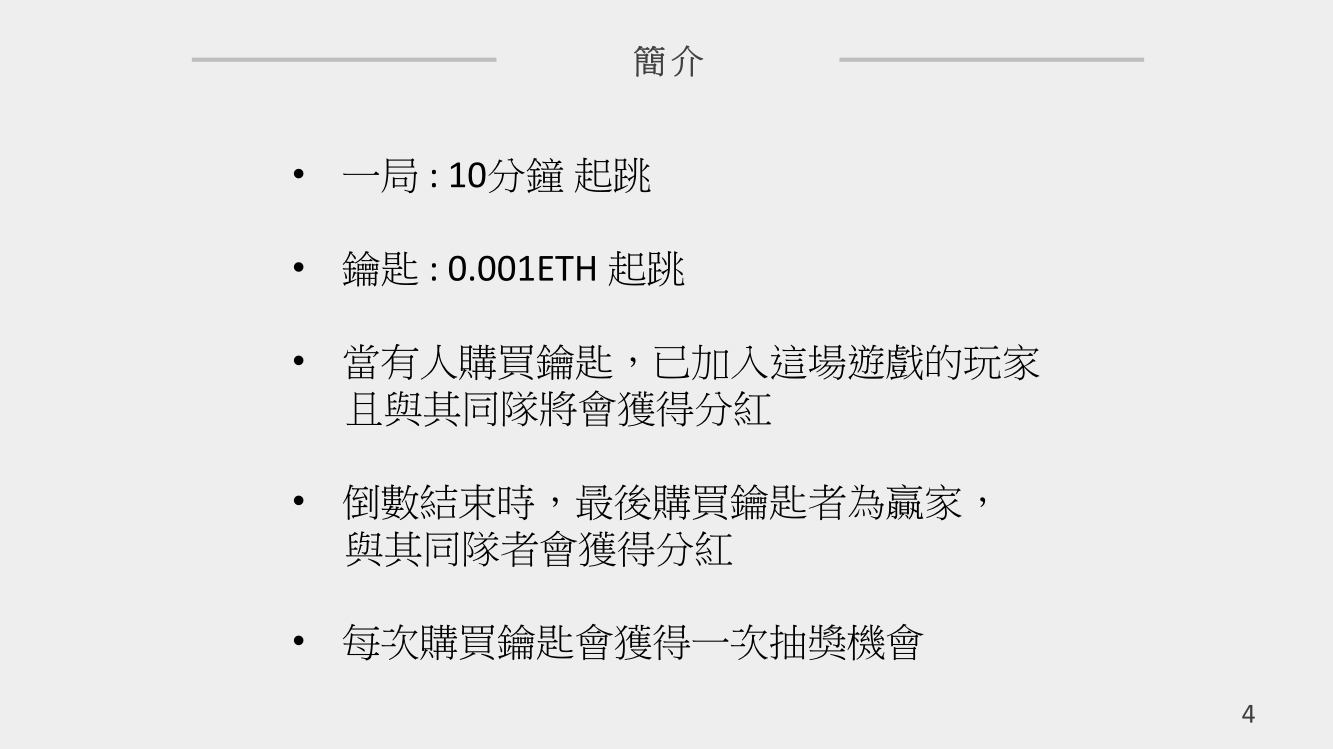 簡介
• 一局 : 10分鐘 起跳
• 鑰匙 : 0.001ETH 起跳
• 當有人購買鑰匙，已加入這場遊戲的玩家
且與其同隊將會獲得分紅
• 倒數結束時，最後購買鑰匙者為贏家，
與其同隊者會獲得分紅
• 每次購買鑰匙會獲得一次抽獎機會
4